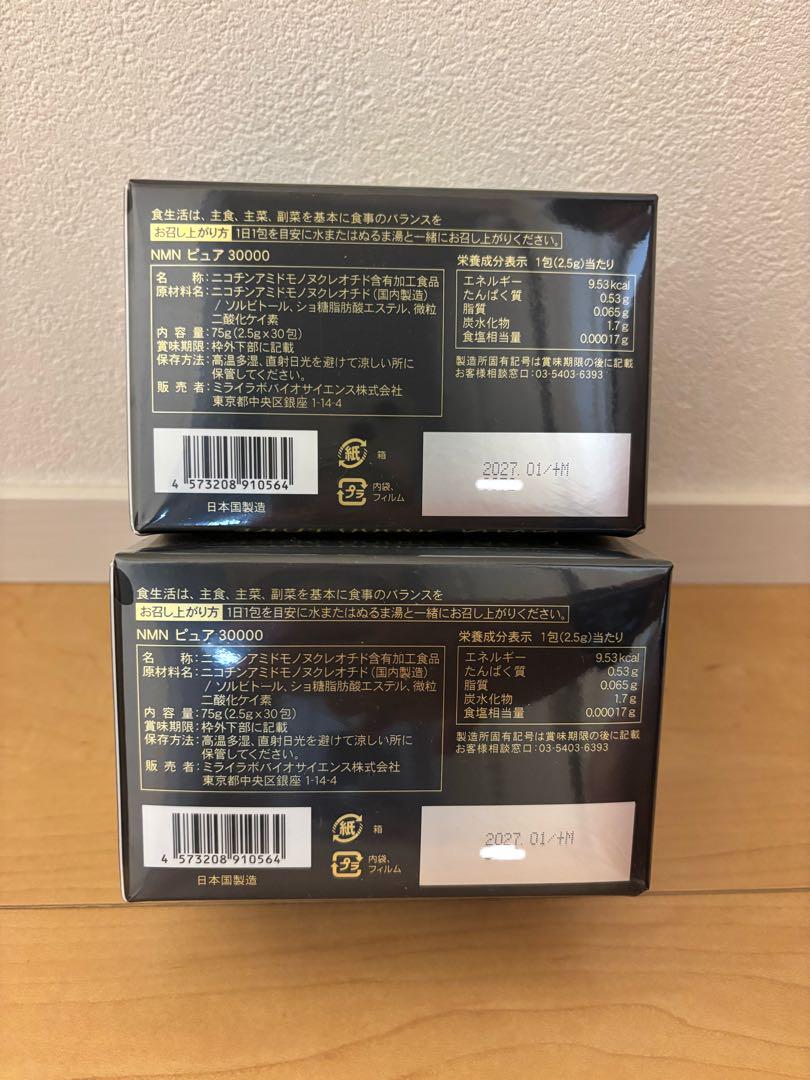 食生活は、主食、主菜、副菜を基本に食事のバランスを
お召し上がり方 1日1包を目安に水またはぬるま湯と一緒にお召し上がりください。
NMN ピュア 30000
名 称:ニコチンアミドモノヌクレオチド含有加工食品
原材料名:ニコチンアミドモノヌクレオチド(国内製造)
/ ソルビトール、ショ糖脂肪酸エステル、微粒
二酸化ケイ素
内 容 量:75g(2.5g×30包)
賞味期限:枠外下部に記載
保存方法:高温多湿、直射日光を避けて涼しい所に
保管してください。
販 売 者:ミライラボバイオサイエンス株式会社
東京都中央区銀座 1-14-4
栄養成分表示 1包(2.5g)当たり
エネルギー 9.53kcal
たんぱく質 0.53g
脂質 0.065g
炭水化物 1.7g
食塩相当量 0.00017g
製造所固有記号は賞味期限の後に記載
お客様相談窓口:03-5403-6393
4 573208 910564
日本国製造
紙 箱
プラ 内袋、
フィルム
2027. 01/+M
食生活は、主食、主菜、副菜を基本に食事のバランスを
お召し上がり方 1日1包を目安に水またはぬるま湯と一緒にお召し上がりください。
NMN ピュア 30000
名 称:ニコチンアミドモノヌクレオチド含有加工食品
原材料名:ニコチンアミドモノヌクレオチド(国内製造)
/ ソルビトール、ショ糖脂肪酸エステル、微粒
二酸化ケイ素
内 容 量:75g(2.5g×30包)
賞味期限:枠外下部に記載
保存方法:高温多湿、直射日光を避けて涼しい所に
保管してください。
販 売 者:ミライラボバイオサイエンス株式会社
東京都中央区銀座 1-14-4
栄養成分表示 1包(2.5g)当たり
エネルギー 9.53kcal
たんぱく質 0.53g
脂質 0.065g
炭水化物 1.7g
食塩相当量 0.00017g
製造所固有記号は賞味期限の後に記載
お客様相談窓口:03-5403-6393
4 573208 910564
日本国製造
紙 箱
プラ 内袋、
フィルム
2027. 01/+M